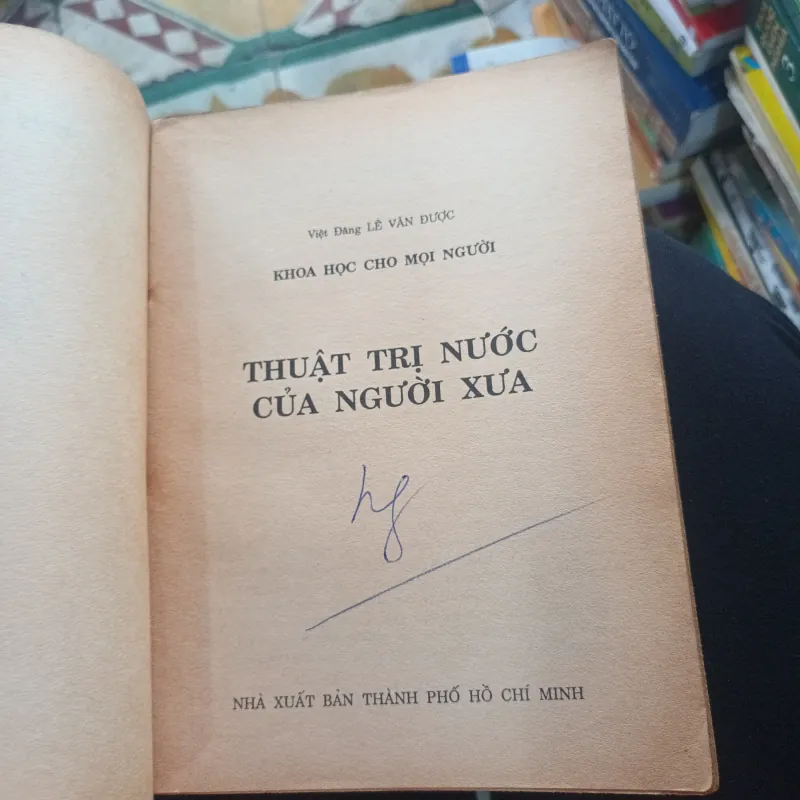 Việt Đăng LÊ VĂN ĐƯỢC
KHOA HỌC CHO MỌI NGƯỜI
THUẬT TRỊ NƯỚC
CỦA NGƯỜI XƯA
NHÀ XUẤT BẢN THÀNH PHỐ HỒ CHÍ MINH
3